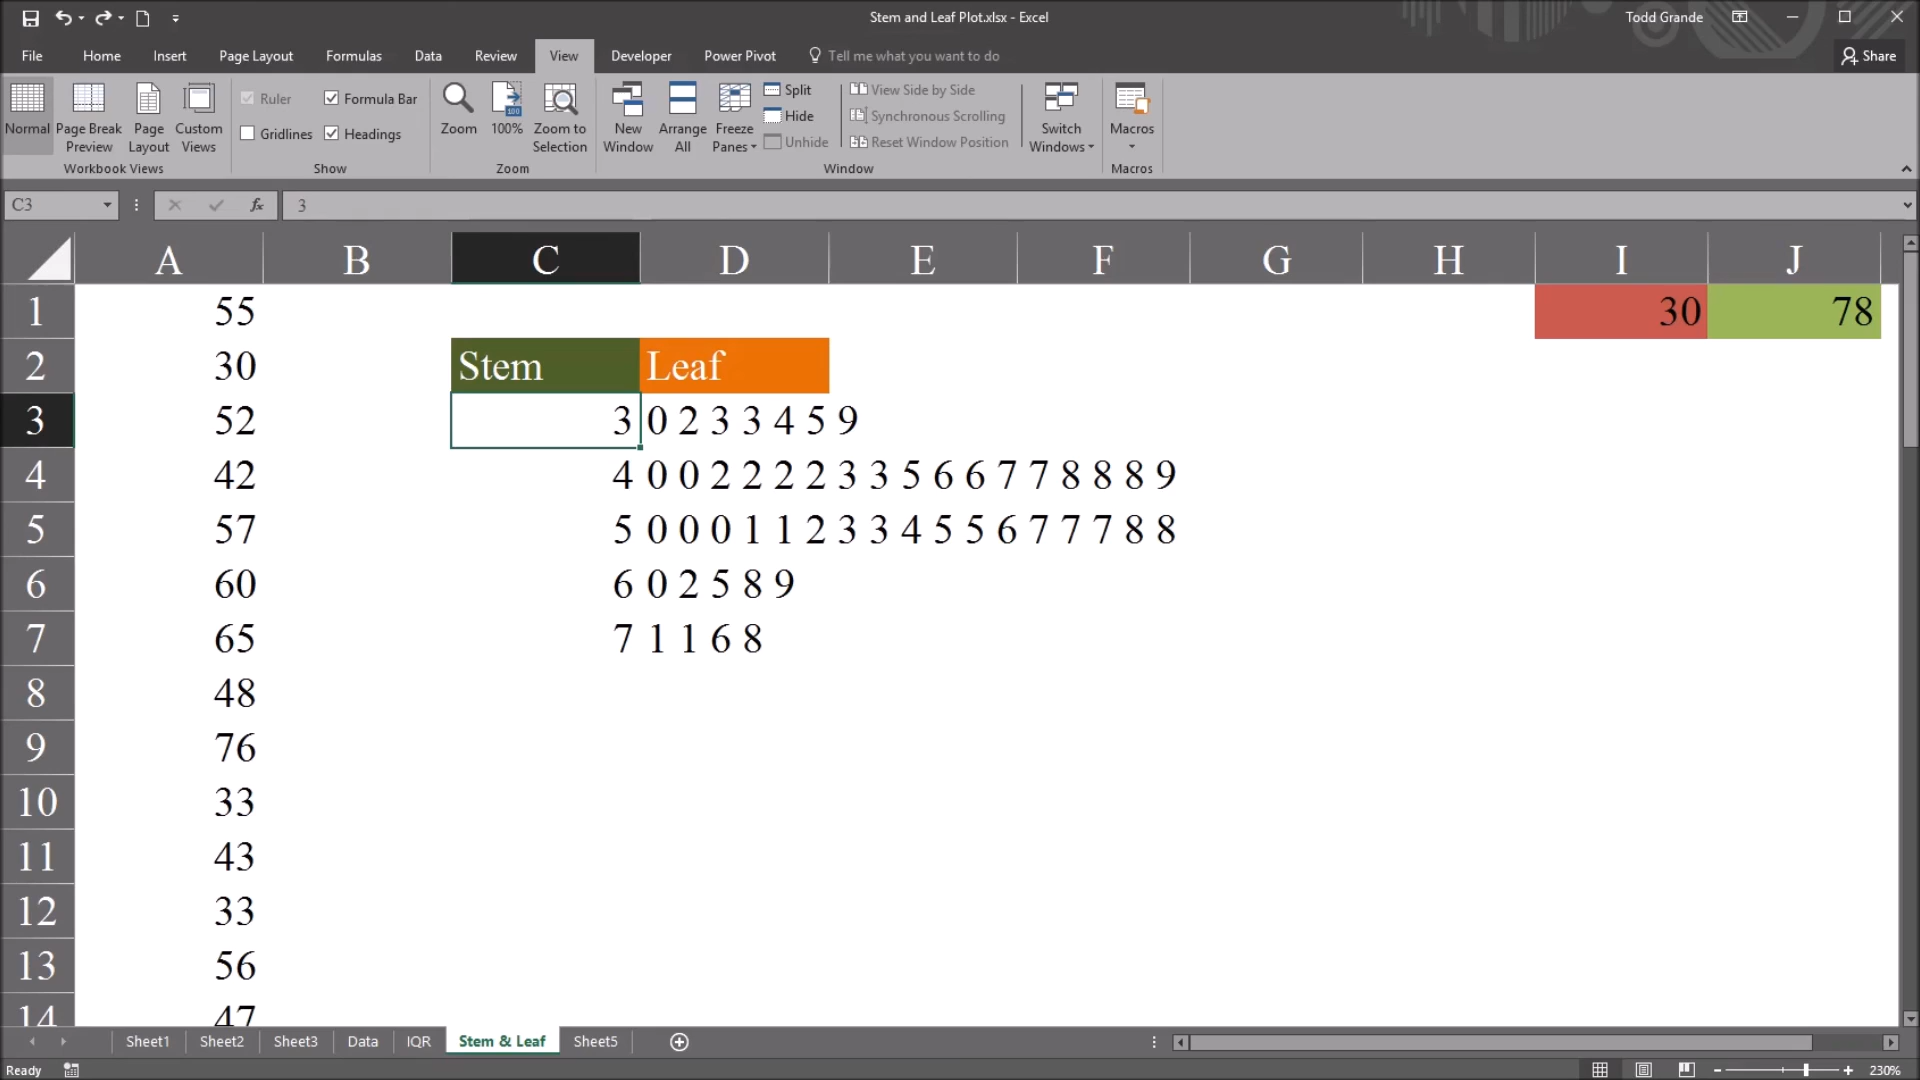 Stem and Leaf Plot.xlsx - Excel
Todd Grande
File Home Insert Page Layout Formulas Data Review View Developer Power Pivot Tell me what you want to do Share
Normal Page Break Preview Page Layout Custom Views
Workbook Views
Ruler Formula Bar
Gridlines Headings
Show
Zoom 100% Zoom to Selection
Zoom
New Window Arrange All Freeze Panes
Split
Hide
Unhide
View Side by Side
Synchronous Scrolling
Reset Window Position
Switch Windows
Window
Macros
Macros
C3 fx 3
A B C D E F G H I J
1 55 30 78
2 30 Stem Leaf
3 52 3 0 2 3 3 4 5 9
4 42 4 0 0 2 2 2 2 3 3 5 6 6 7 7 8 8 8 9
5 57 5 0 0 0 1 1 2 3 3 4 5 5 6 7 7 7 8 8
6 60 6 0 2 5 8 9
7 65 7 1 1 6 8
8 48
9 76
10 33
11 43
12 33
13 56
14 47
Sheet1 Sheet2 Sheet3 Data IQR Stem & Leaf Sheet5
Ready 230%